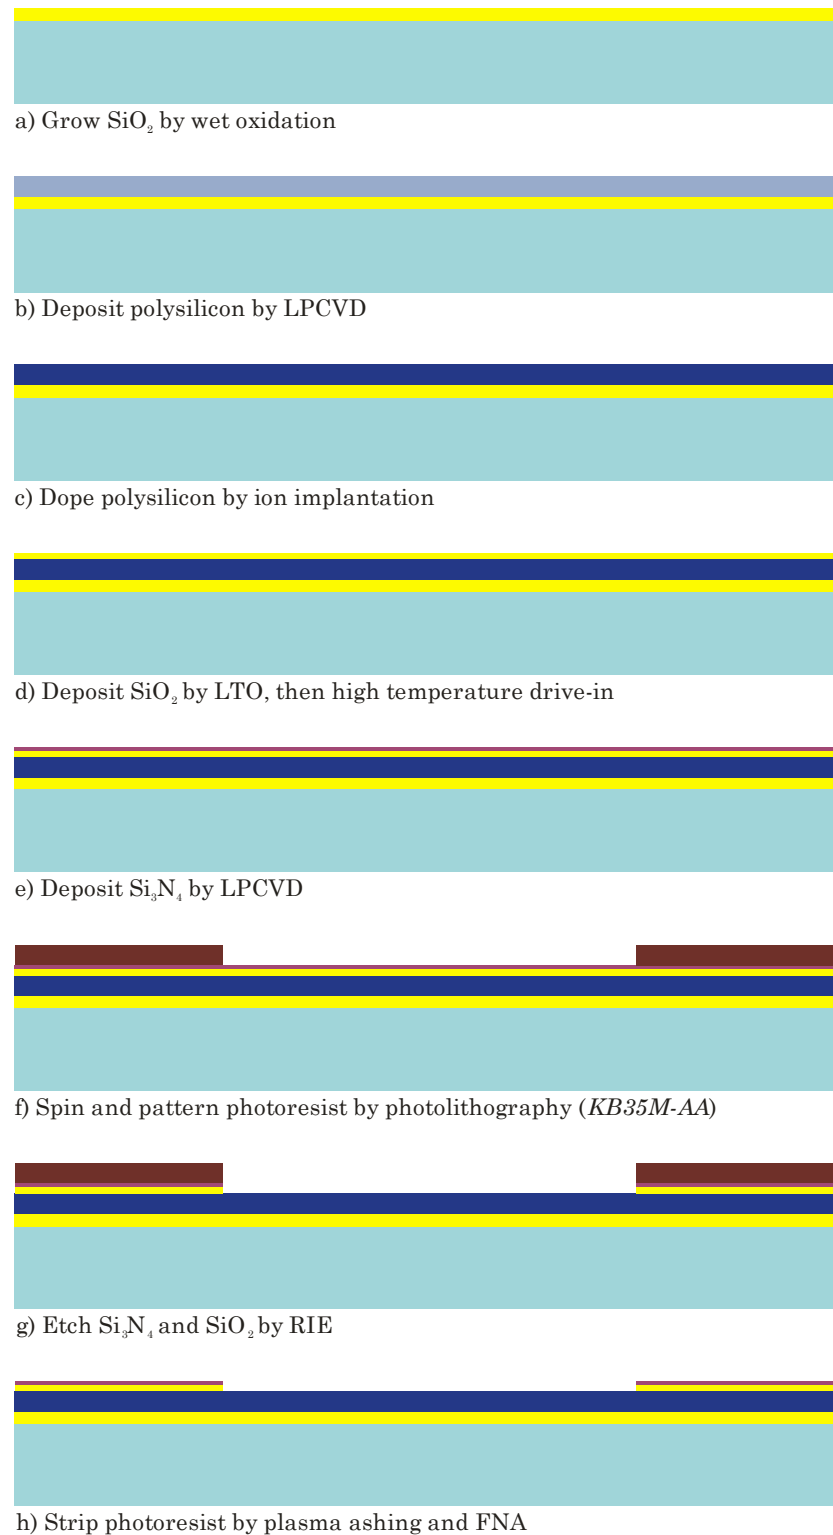 a) Grow SiO₂ by wet oxidation
b) Deposit polysilicon by LPCVD
c) Dope polysilicon by ion implantation
d) Deposit SiO₂ by LTO, then high temperature drive-in
e) Deposit Si₃N₄ by LPCVD
f) Spin and pattern photoresist by photolithography (KB35M-AA)
g) Etch Si₃N₄ and SiO₂ by RIE
h) Strip photoresist by plasma ashing and FNA